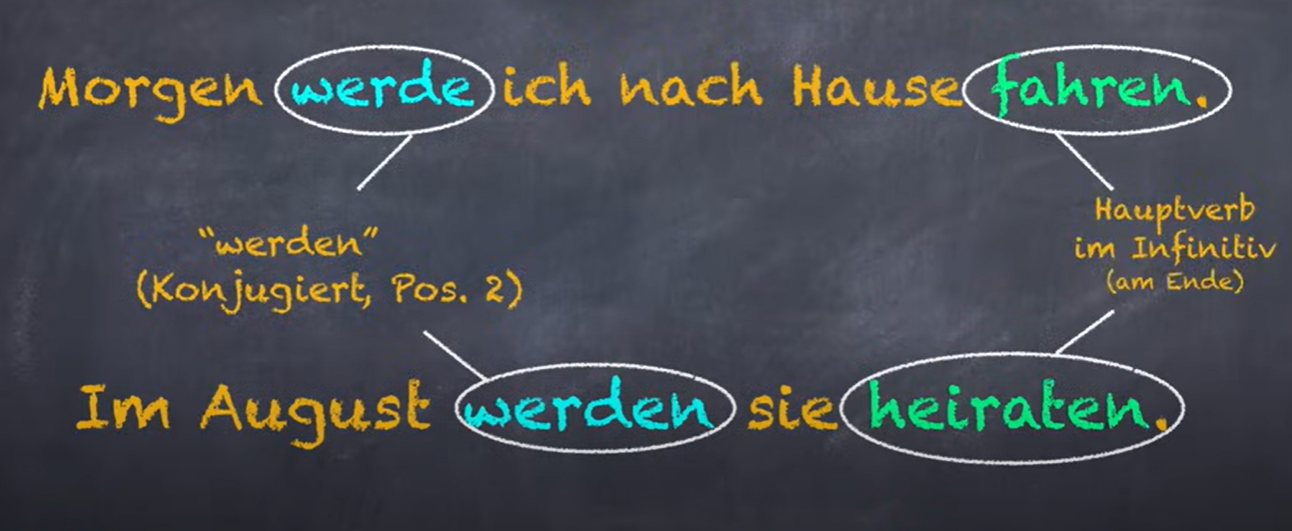 Morgen werde ich nach Hause fahren.
"werden"
(Konjugiert, Pos. 2)
Hauptverb
im Infinitiv
(am Ende)
Im August werden sie heiraten.